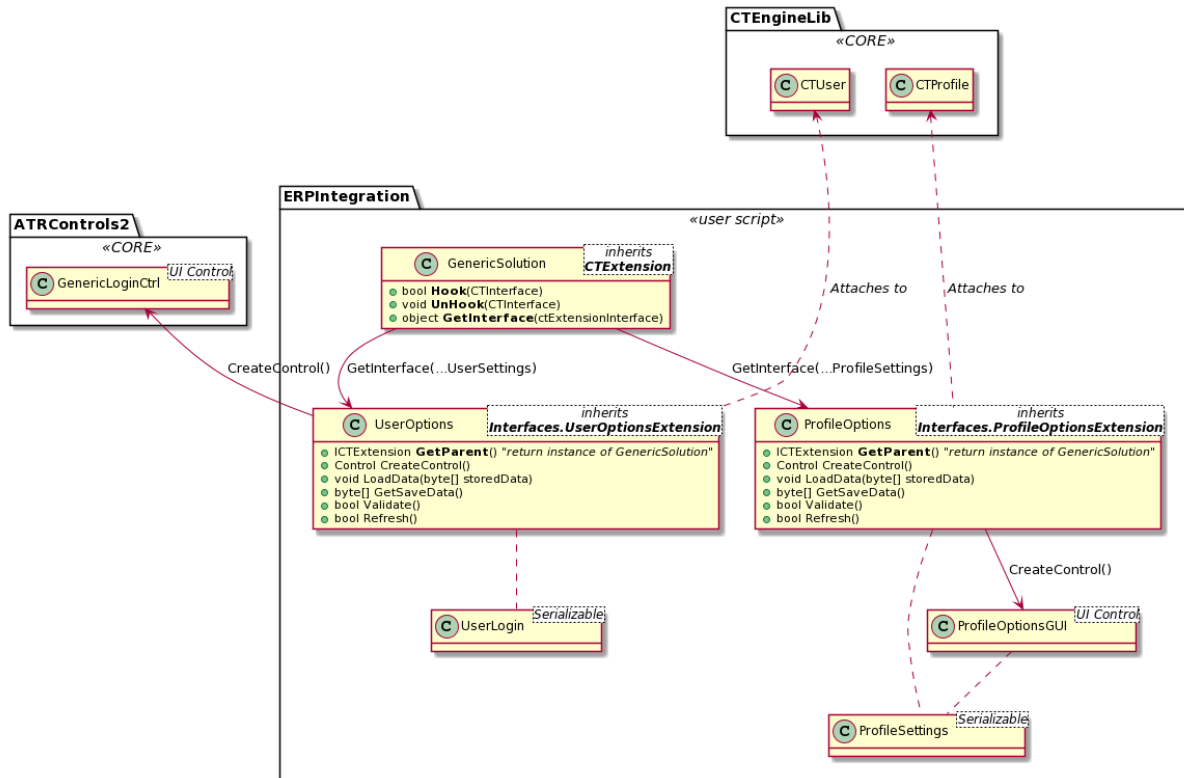 CTEngineLib
«CORE»
C CTUser
C CTProfile
ERPIntegration
«user script»
ATRControls2
«CORE»
C GenericLoginCtrl
UI Control
C GenericSolution
inherits
CTExtension
bool Hook(CTInterface)
void UnHook(CTInterface)
object GetInterface(ctExtensionInterface)
Attaches to
Attaches to
CreateControl()
GetInterface(...UserSettings)
GetInterface(...ProfileSettings)
C UserOptions
inherits
Interfaces.UserOptionsExtension
ICTExtension GetParent() "return instance of GenericSolution"
Control CreateControl()
void LoadData(byte[] storedData)
byte[] GetSaveData()
bool Validate()
bool Refresh()
C ProfileOptions
inherits
Interfaces.ProfileOptionsExtension
ICTExtension GetParent() "return instance of GenericSolution"
Control CreateControl()
void LoadData(byte[] storedData)
byte[] GetSaveData()
bool Validate()
bool Refresh()
CreateControl()
C UserLogin
Serializable
C ProfileOptionsGUI
UI Control
C ProfileSettings
Serializable